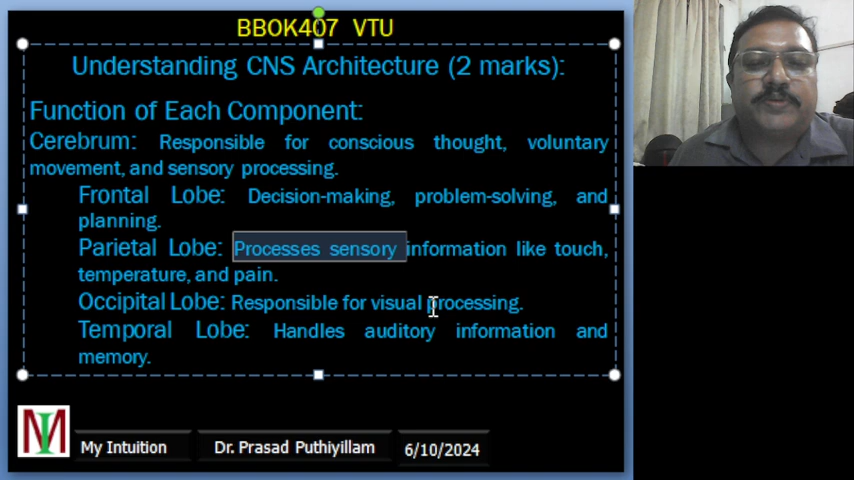 BBOK407 VTU
Understanding CNS Architecture (2 marks):
Function of Each Component:
Cerebrum: Responsible for conscious thought, voluntary
movement, and sensory processing.
Frontal Lobe: Decision-making, problem-solving, and
planning.
Parietal Lobe: Processes sensory information like touch,
temperature, and pain.
Occipital Lobe: Responsible for visual processing.
Temporal Lobe: Handles auditory information and
memory.
MI
My Intuition
Dr. Prasad Puthiyillam
6/10/2024